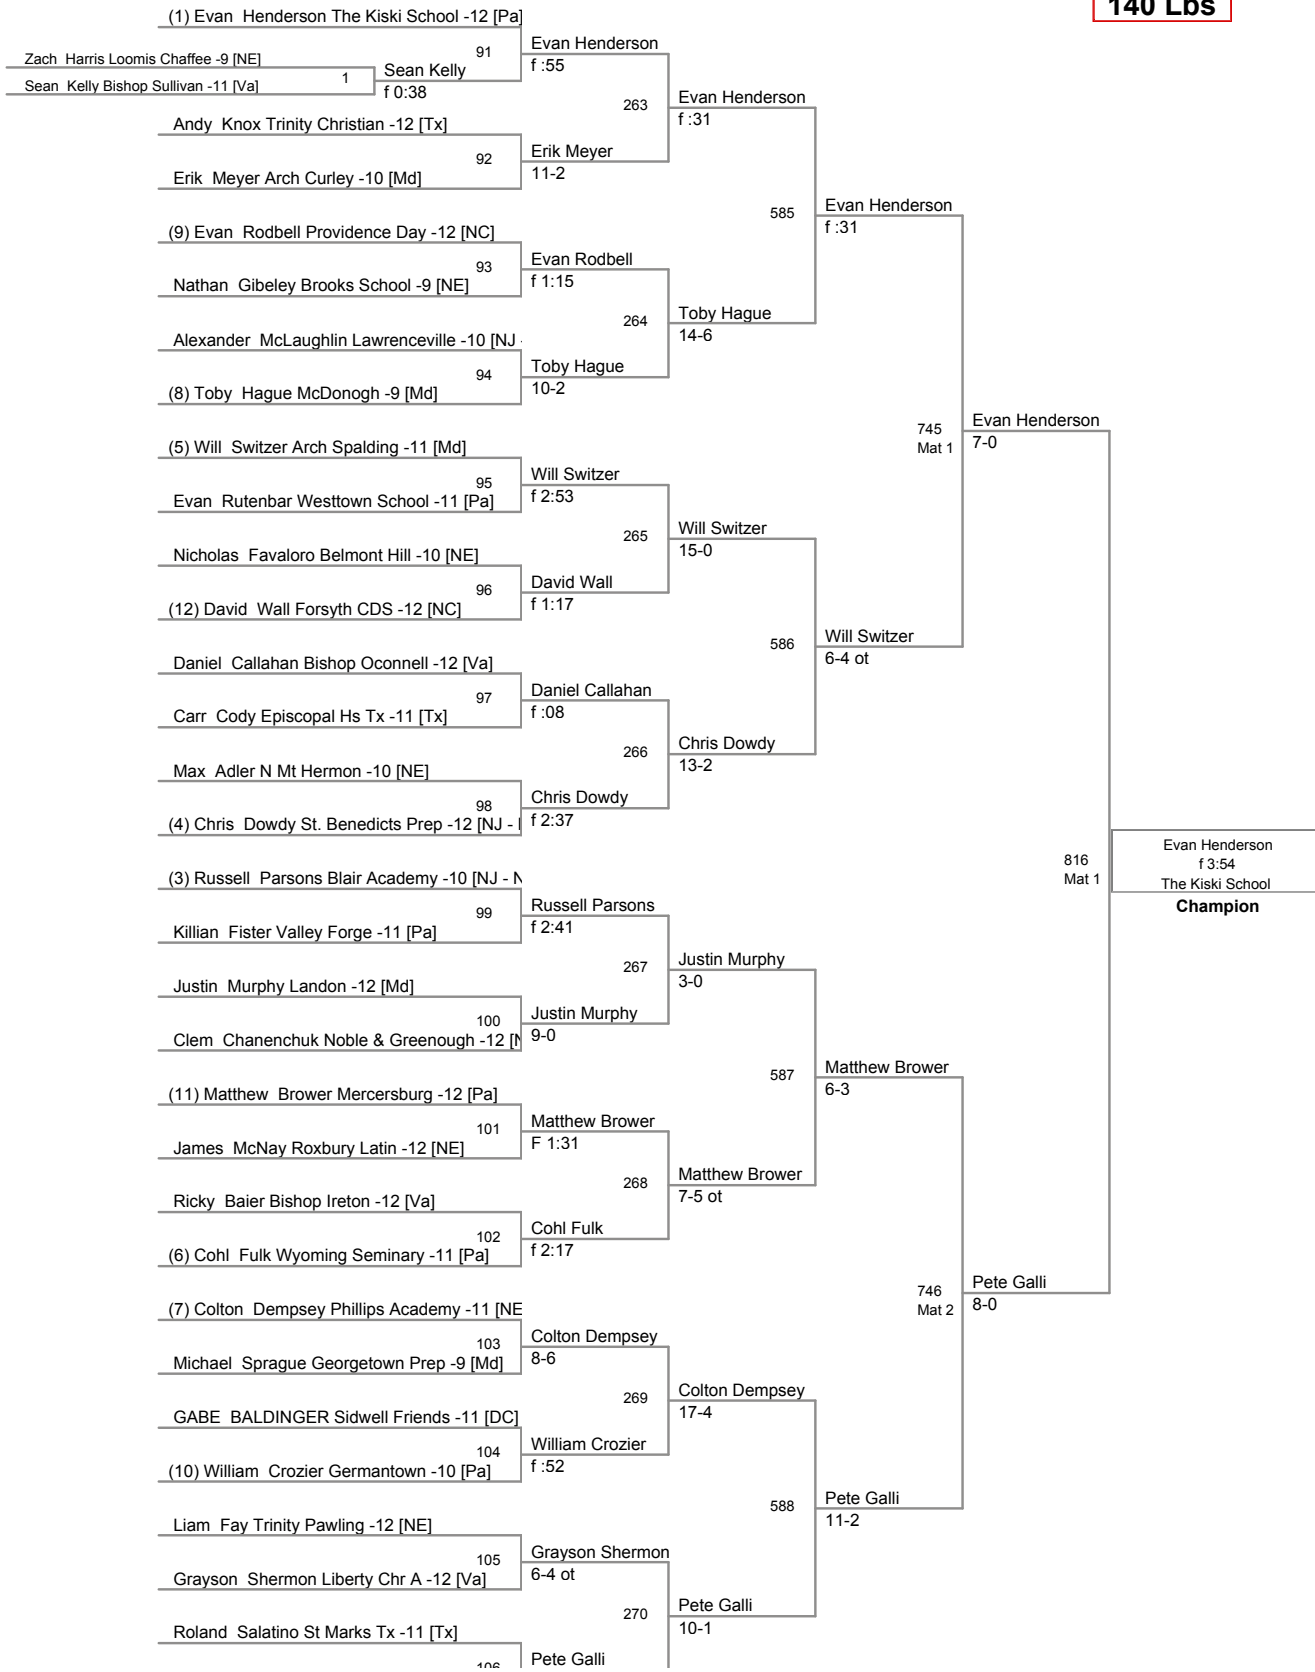 140 Lbs
(1) Evan Henderson The Kiski School -12 [Pa]
91
Evan Henderson
f :55
Zach Harris Loomis Chaffee -9 [NE]
1
Sean Kelly
f 0:38
Sean Kelly Bishop Sullivan -11 [Va]
263
Evan Henderson
f :31
Andy Knox Trinity Christian -12 [Tx]
92
Erik Meyer
11-2
Erik Meyer Arch Curley -10 [Md]
585
Evan Henderson
f :31
(9) Evan Rodbell Providence Day -12 [NC]
93
Evan Rodbell
f 1:15
Nathan Gibeley Brooks School -9 [NE]
264
Toby Hague
14-6
Alexander McLaughlin Lawrenceville -10 [NJ -
94
Toby Hague
10-2
(8) Toby Hague McDonogh -9 [Md]
745
Mat 1
Evan Henderson
7-0
(5) Will Switzer Arch Spalding -11 [Md]
95
Will Switzer
f 2:53
Evan Rutenbar Westtown School -11 [Pa]
265
Will Switzer
15-0
Nicholas Favaloro Belmont Hill -10 [NE]
96
David Wall
f 1:17
(12) David Wall Forsyth CDS -12 [NC]
586
Will Switzer
6-4 ot
Daniel Callahan Bishop Oconnell -12 [Va]
97
Daniel Callahan
f :08
Carr Cody Episcopal Hs Tx -11 [Tx]
266
Chris Dowdy
13-2
Max Adler N Mt Hermon -10 [NE]
98
Chris Dowdy
f 2:37
(4) Chris Dowdy St. Benedicts Prep -12 [NJ -
816
Mat 1
Evan Henderson
f 3:54
The Kiski School
Champion
(3) Russell Parsons Blair Academy -10 [NJ - N
99
Russell Parsons
f 2:41
Killian Fister Valley Forge -11 [Pa]
267
Justin Murphy
3-0
Justin Murphy Landon -12 [Md]
100
Justin Murphy
9-0
Clem Chanenchuk Noble & Greenough -12 [N
587
Matthew Brower
6-3
(11) Matthew Brower Mercersburg -12 [Pa]
101
Matthew Brower
F 1:31
James McNay Roxbury Latin -12 [NE]
268
Matthew Brower
7-5 ot
Ricky Baier Bishop Ireton -12 [Va]
102
Cohl Fulk
f 2:17
(6) Cohl Fulk Wyoming Seminary -11 [Pa]
746
Mat 2
Pete Galli
8-0
(7) Colton Dempsey Phillips Academy -11 [NE
103
Colton Dempsey
8-6
Michael Sprague Georgetown Prep -9 [Md]
269
Colton Dempsey
17-4
GABE BALDINGER Sidwell Friends -11 [DC]
104
William Crozier
f :52
(10) William Crozier Germantown -10 [Pa]
588
Pete Galli
11-2
Liam Fay Trinity Pawling -12 [NE]
105
Grayson Shermon
6-4 ot
Grayson Shermon Liberty Chr A -12 [Va]
270
Pete Galli
10-1
Roland Salatino St Marks Tx -11 [Tx]
106
Pete Galli